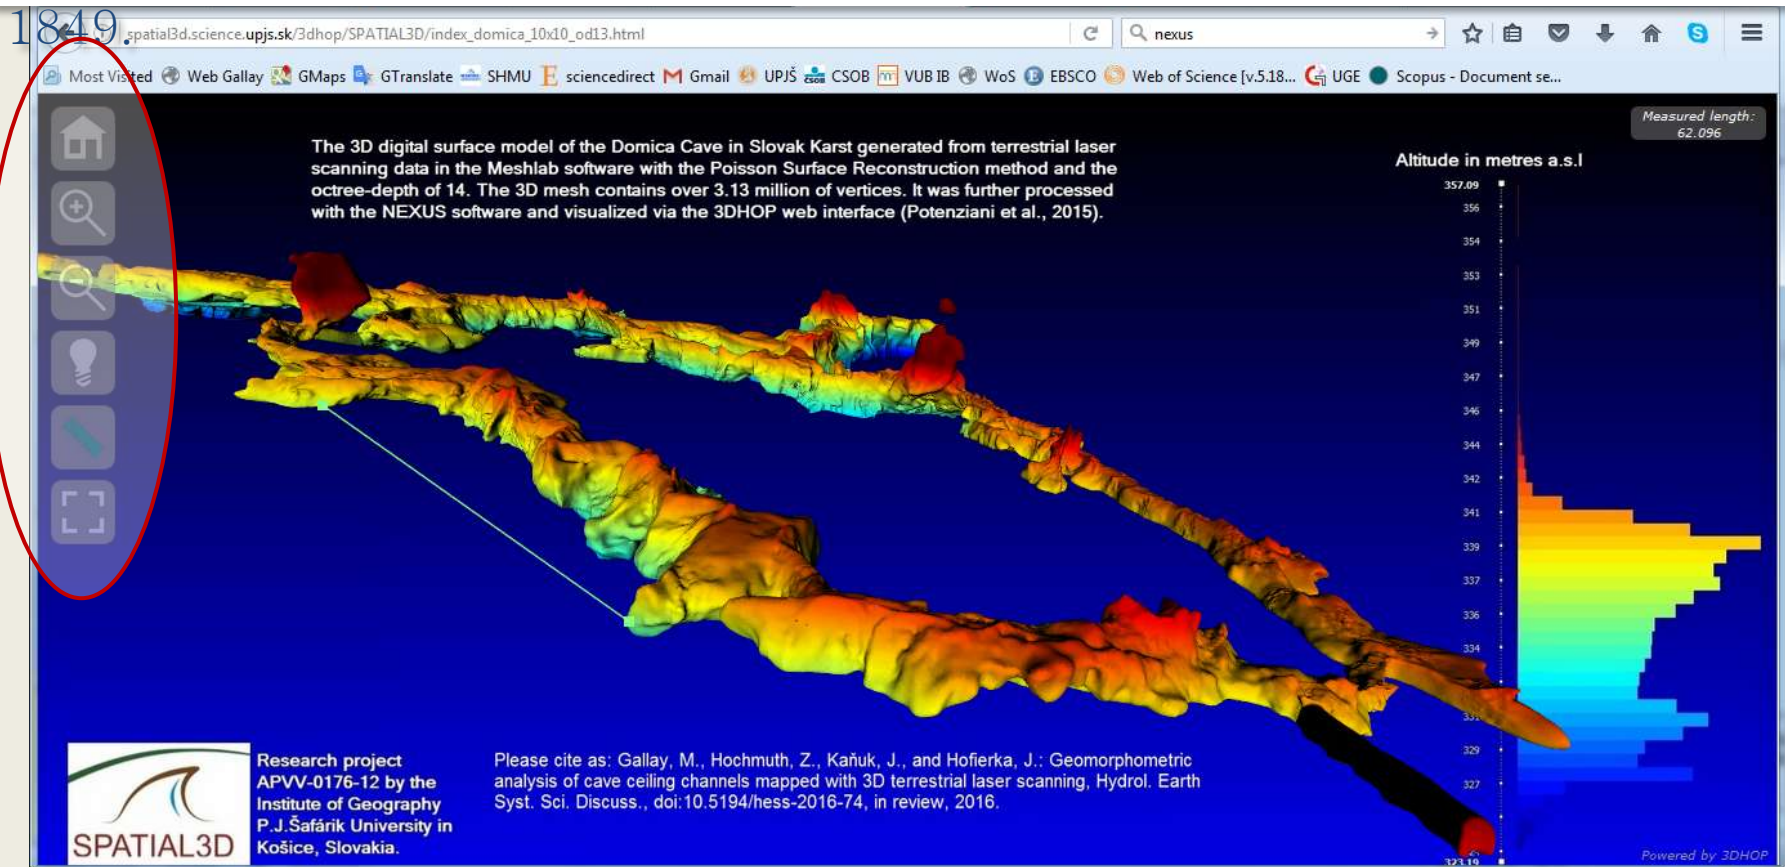 1849.
spatial3d.science.upjs.sk/3dhop/SPATIAL3D/index_domica_10x10_od13.html
nexus
Most Visited Web Gallay GMaps GTranslate SHMU sciencedirect Gmail UPJŠ CSOB VUB IB WoS EBSCO Web of Science [v.5.18... UGE Scopus - Document se...
Measured length:
62.096
The 3D digital surface model of the Domica Cave in Slovak Karst generated from terrestrial laser
scanning data in the Meshlab software with the Poisson Surface Reconstruction method and the
octree-depth of 14. The 3D mesh contains over 3.13 million of vertices. It was further processed
with the NEXUS software and visualized via the 3DHOP web interface (Potenziani et al., 2015).
Altitude in metres a.s.l
357.09
356
354
353
351
349
347
346
344
342
341
339
337
336
334
331
329
327
323.19
SPATIAL3D
Research project
APVV-0176-12 by the
Institute of Geography
P.J.Šafárik University in
Košice, Slovakia.
Please cite as: Gallay, M., Hochmuth, Z., Kaňuk, J., and Hofierka, J.: Geomorphometric
analysis of cave ceiling channels mapped with 3D terrestrial laser scanning, Hydrol. Earth
Syst. Sci. Discuss., doi:10.5194/hess-2016-74, in review, 2016.
Powered by 3DHOP